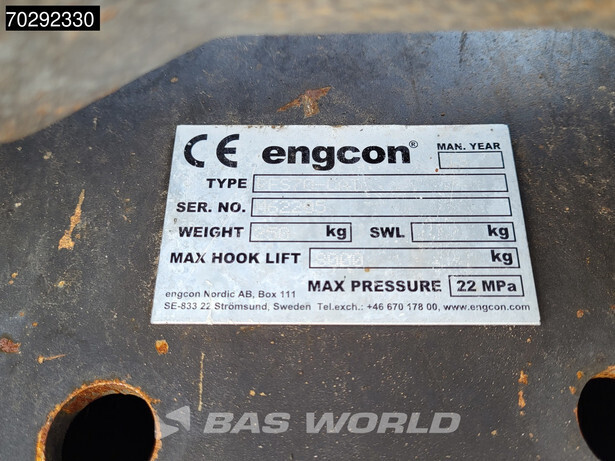 70292330
CE engcon® MAN. YEAR
TYPE
SER. NO.
WEIGHT kg SWL kg
MAX HOOK LIFT kg
MAX PRESSURE 22 MPa
engcon Nordic AB, Box 111
SE-833 22 Strömsund, Sweden Tel.exch.: +46 670 178 00, www.engcon.com
BAS WORLD